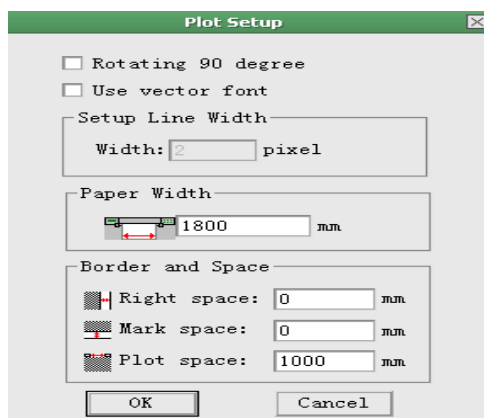 Plot Setup
Rotating 90 degree
Use vector font
Setup Line Width
Width: 2 pixel
Paper Width
1800 mm
Border and Space
Right space: 0 mm
Mark space: 0 mm
Plot space: 1000 mm
OK Cancel